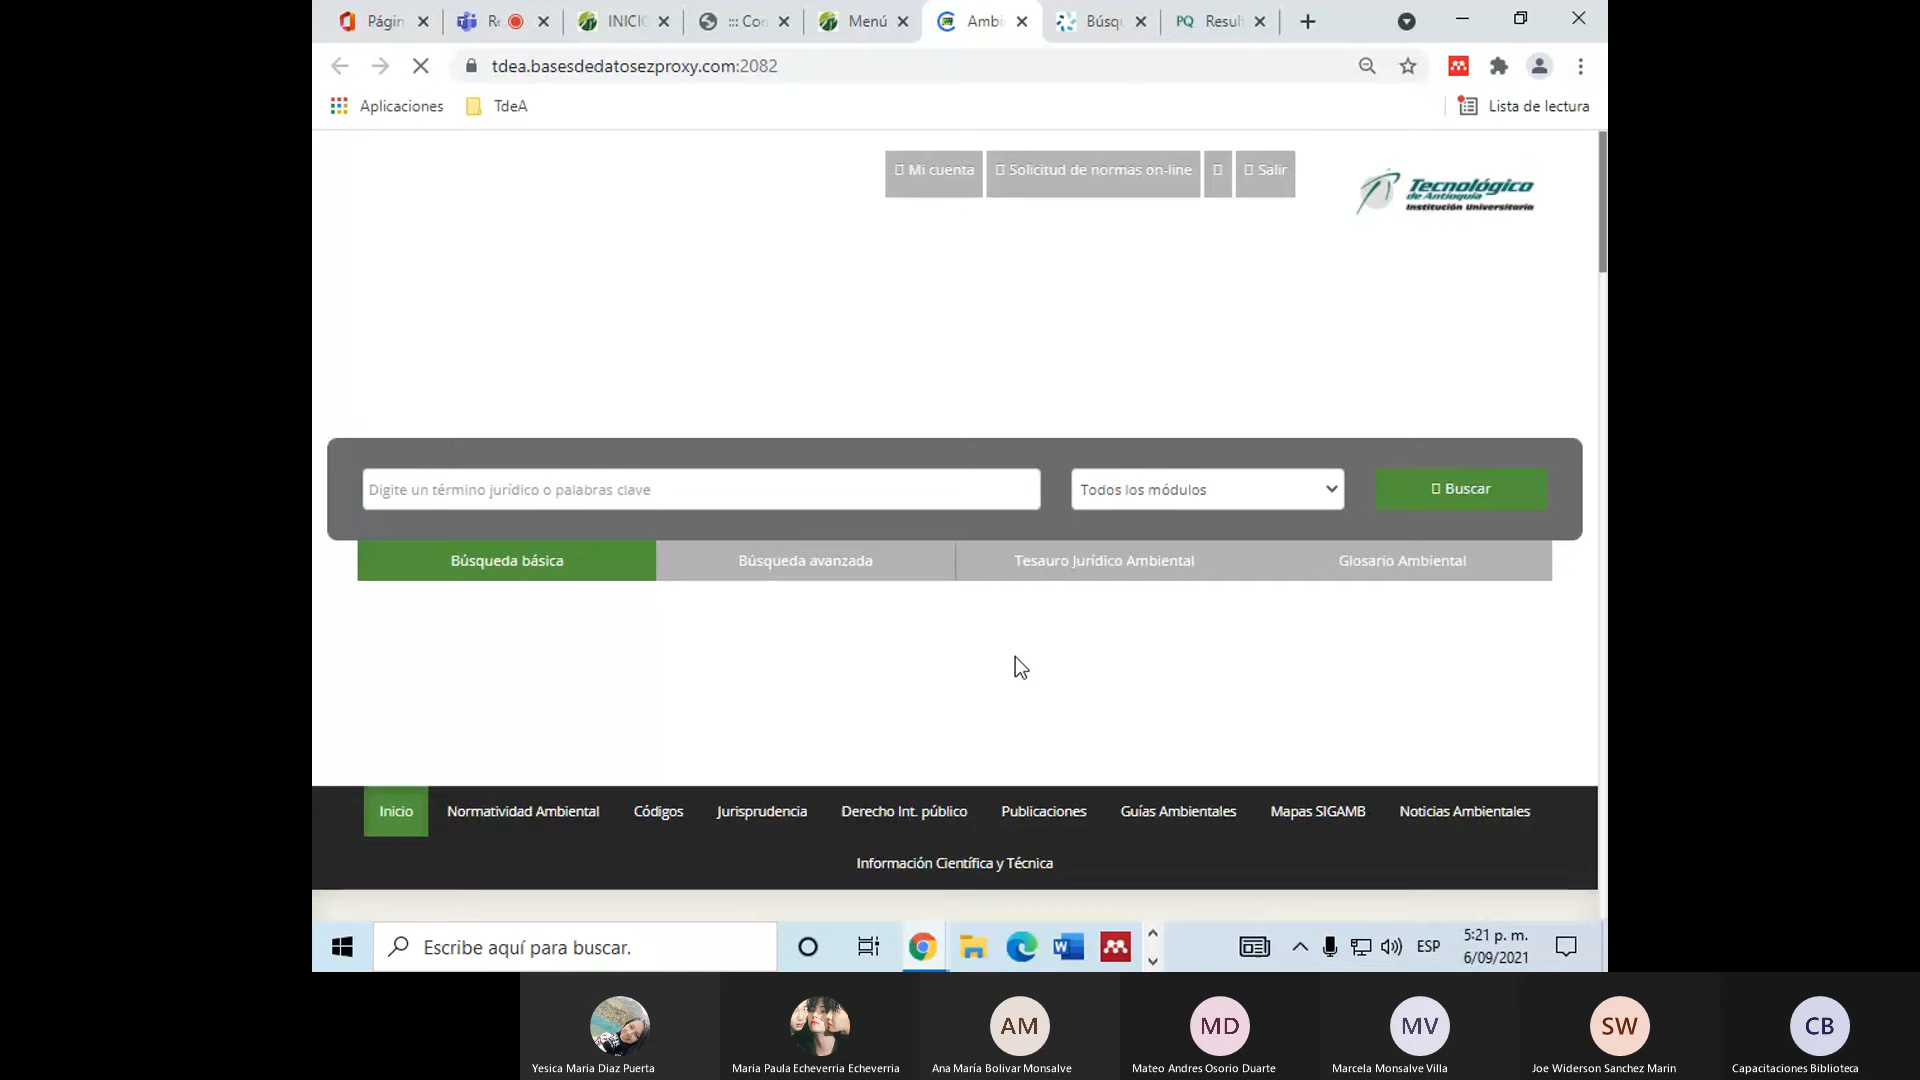 Págin
Re
INICI
::: Con
Menú
Ambi
Búsq
PQ Result
tdea.basesdedatosezproxy.com:2082
Aplicaciones
TdeA
Lista de lectura
Mi cuenta
Solicitud de normas on-line
Salir
Tecnológico
de Antioquia
Institución Universitaria
Digite un término jurídico o palabras clave
Todos los módulos
Buscar
Búsqueda básica
Búsqueda avanzada
Tesauro Jurídico Ambiental
Glosario Ambiental
Inicio
Normatividad Ambiental
Códigos
Jurisprudencia
Derecho Int. público
Publicaciones
Guías Ambientales
Mapas SIGAMB
Noticias Ambientales
Información Científica y Técnica
Escribe aquí para buscar.
ESP
5:21 p. m.
6/09/2021
AM
MD
MV
SW
CB
Yesica Maria Diaz Puerta
Maria Paula Echeverria Echeverria
Ana María Bolivar Monsalve
Mateo Andres Osorio Duarte
Marcela Monsalve Villa
Joe Widerson Sanchez Marin
Capacitaciones Biblioteca